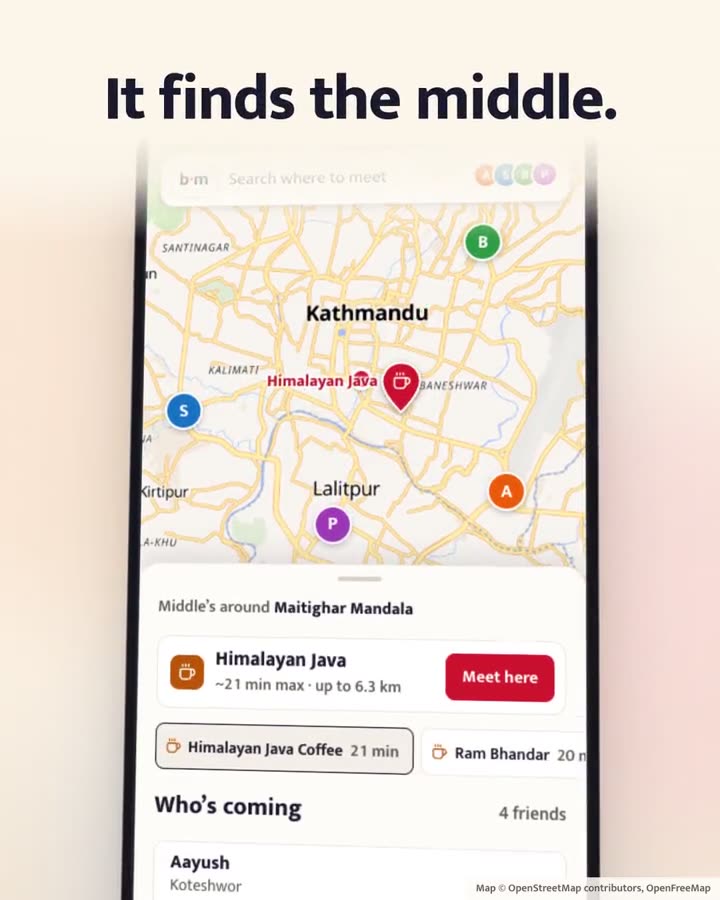 It finds the middle.
b·m Search where to meet
B
SANTINAGAR
Kathmandu
KALIMATI
Himalayan Java
BANESHWAR
S
Kirtipur
Lalitpur
A
P
A-KHU
Middle's around Maitighar Mandala
Himalayan Java
~21 min max · up to 6.3 km
Meet here
Himalayan Java Coffee 21 min
Ram Bhandar 20 m
Who's coming
4 friends
Aayush
Koteshwor
Map © OpenStreetMap contributors, OpenFreeMap